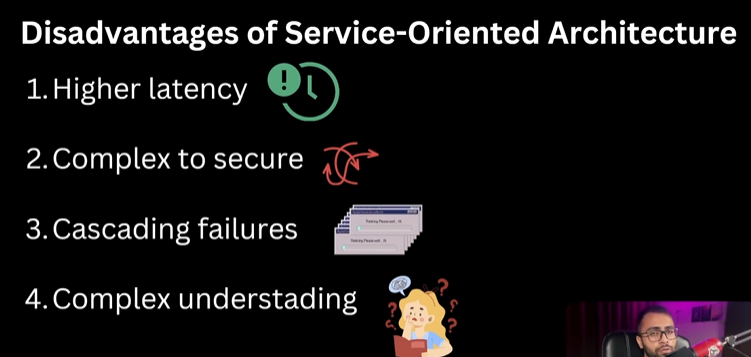 Disadvantages of Service-Oriented Architecture
1. Higher latency
2. Complex to secure
3. Cascading failures
4. Complex understading